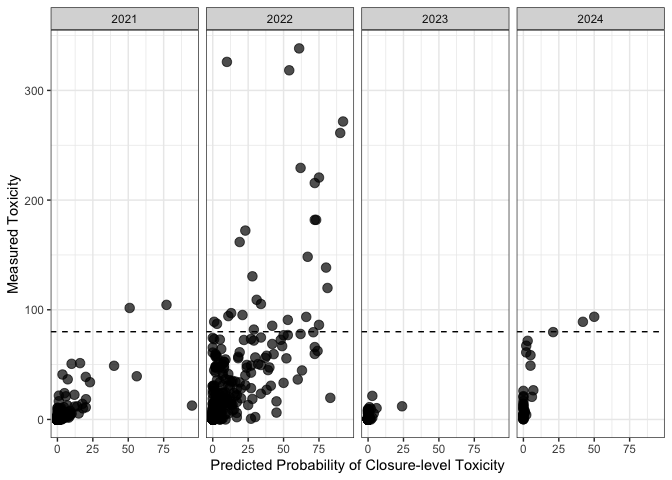 2021 2022 2023 2024
Measured Toxicity
300
200
100
0
0 25 50 75 0 25 50 75 0 25 50 75 0 25 50 75
Predicted Probability of Closure-level Toxicity